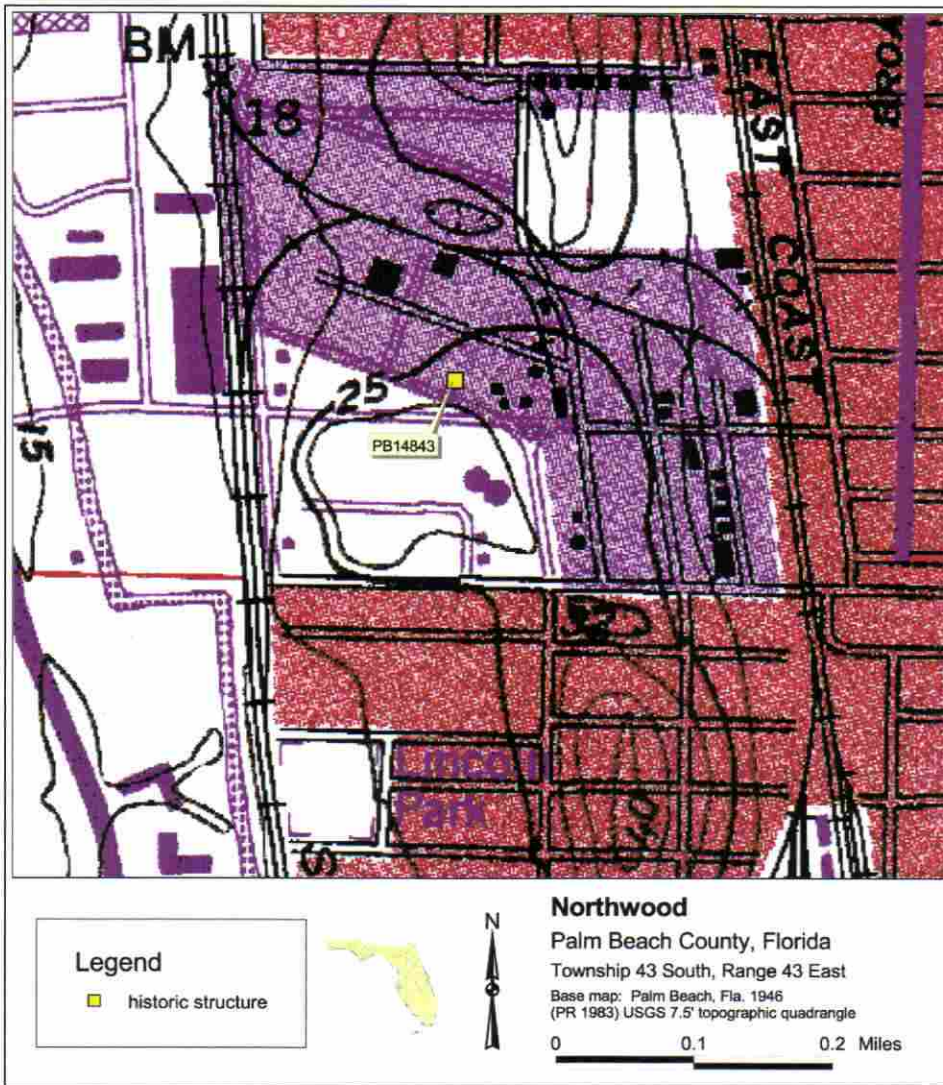 BM
18
EAST COAST
25
PB14843
15
Lincoln
Park
S
Legend
historic structure
N
Northwood
Palm Beach County, Florida
Township 43 South, Range 43 East
Base map: Palm Beach, Fla. 1946
(PR 1983) USGS 7.5' topographic quadrangle
0 0.1 0.2 Miles